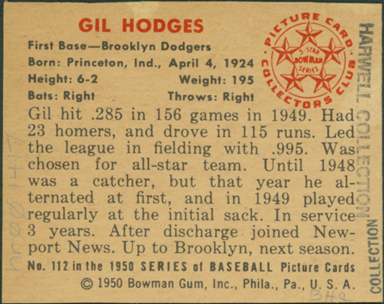 GIL HODGES
First Base—Brooklyn Dodgers
Born: Princeton, Ind., April 4, 1924
Height: 6-2 Weight: 195
Bats: Right Throws: Right
Gil hit .285 in 156 games in 1949. Had
23 homers, and drove in 115 runs. Led
the league in fielding with .995. Was
chosen for all-star team. Until 1948
was a catcher, but that year he al-
ternated at first, and in 1949 played
regularly at the initial sack. In service
3 years. After discharge joined New-
port News. Up to Brooklyn, next season.
No. 112 in the 1950 SERIES of BASEBALL Picture Cards
©1950 Bowman Gum, Inc., Phila., Pa., U. S. A.
PICTURE CARD
COLLECTORS CLUB
5-STAR
BOWMAN
SERIES
HARWELL COLLECTION